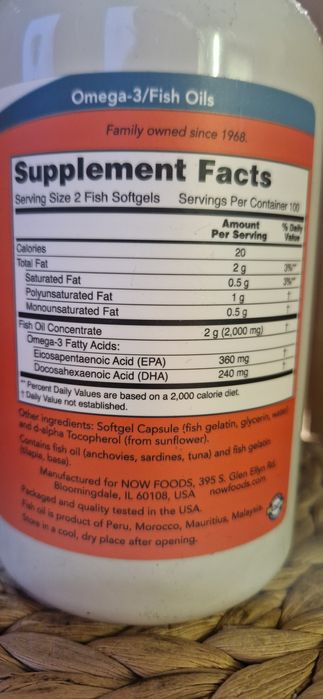 Omega-3/Fish Oils
Family owned since 1968.
Supplement Facts
Serving Size 2 Fish Softgels Servings Per Container 100
Amount Per Serving % Daily Value
Calories 20
Total Fat 2 g 3%**
Saturated Fat 0.5 g 3%**
Polyunsaturated Fat 1 g †
Monounsaturated Fat 0.5 g †
Fish Oil Concentrate 2 g (2,000 mg) †
Omega-3 Fatty Acids:
Eicosapentaenoic Acid (EPA) 360 mg †
Docosahexaenoic Acid (DHA) 240 mg †
** Percent Daily Values are based on a 2,000 calorie diet.
† Daily Value not established.
Other ingredients: Softgel Capsule (fish gelatin, glycerin, water)
and d-alpha Tocopherol (from sunflower).
Contains fish oil (anchovies, sardines, tuna) and fish gelatin
(tilapia, basa).
Manufactured for NOW FOODS, 395 S. Glen Ellyn Rd.
Bloomingdale, IL 60108, USA nowfoods.com
Packaged and quality tested in the USA.
Fish oil is product of Peru, Morocco, Mauritius, Malaysia.
Store in a cool, dry place after opening.